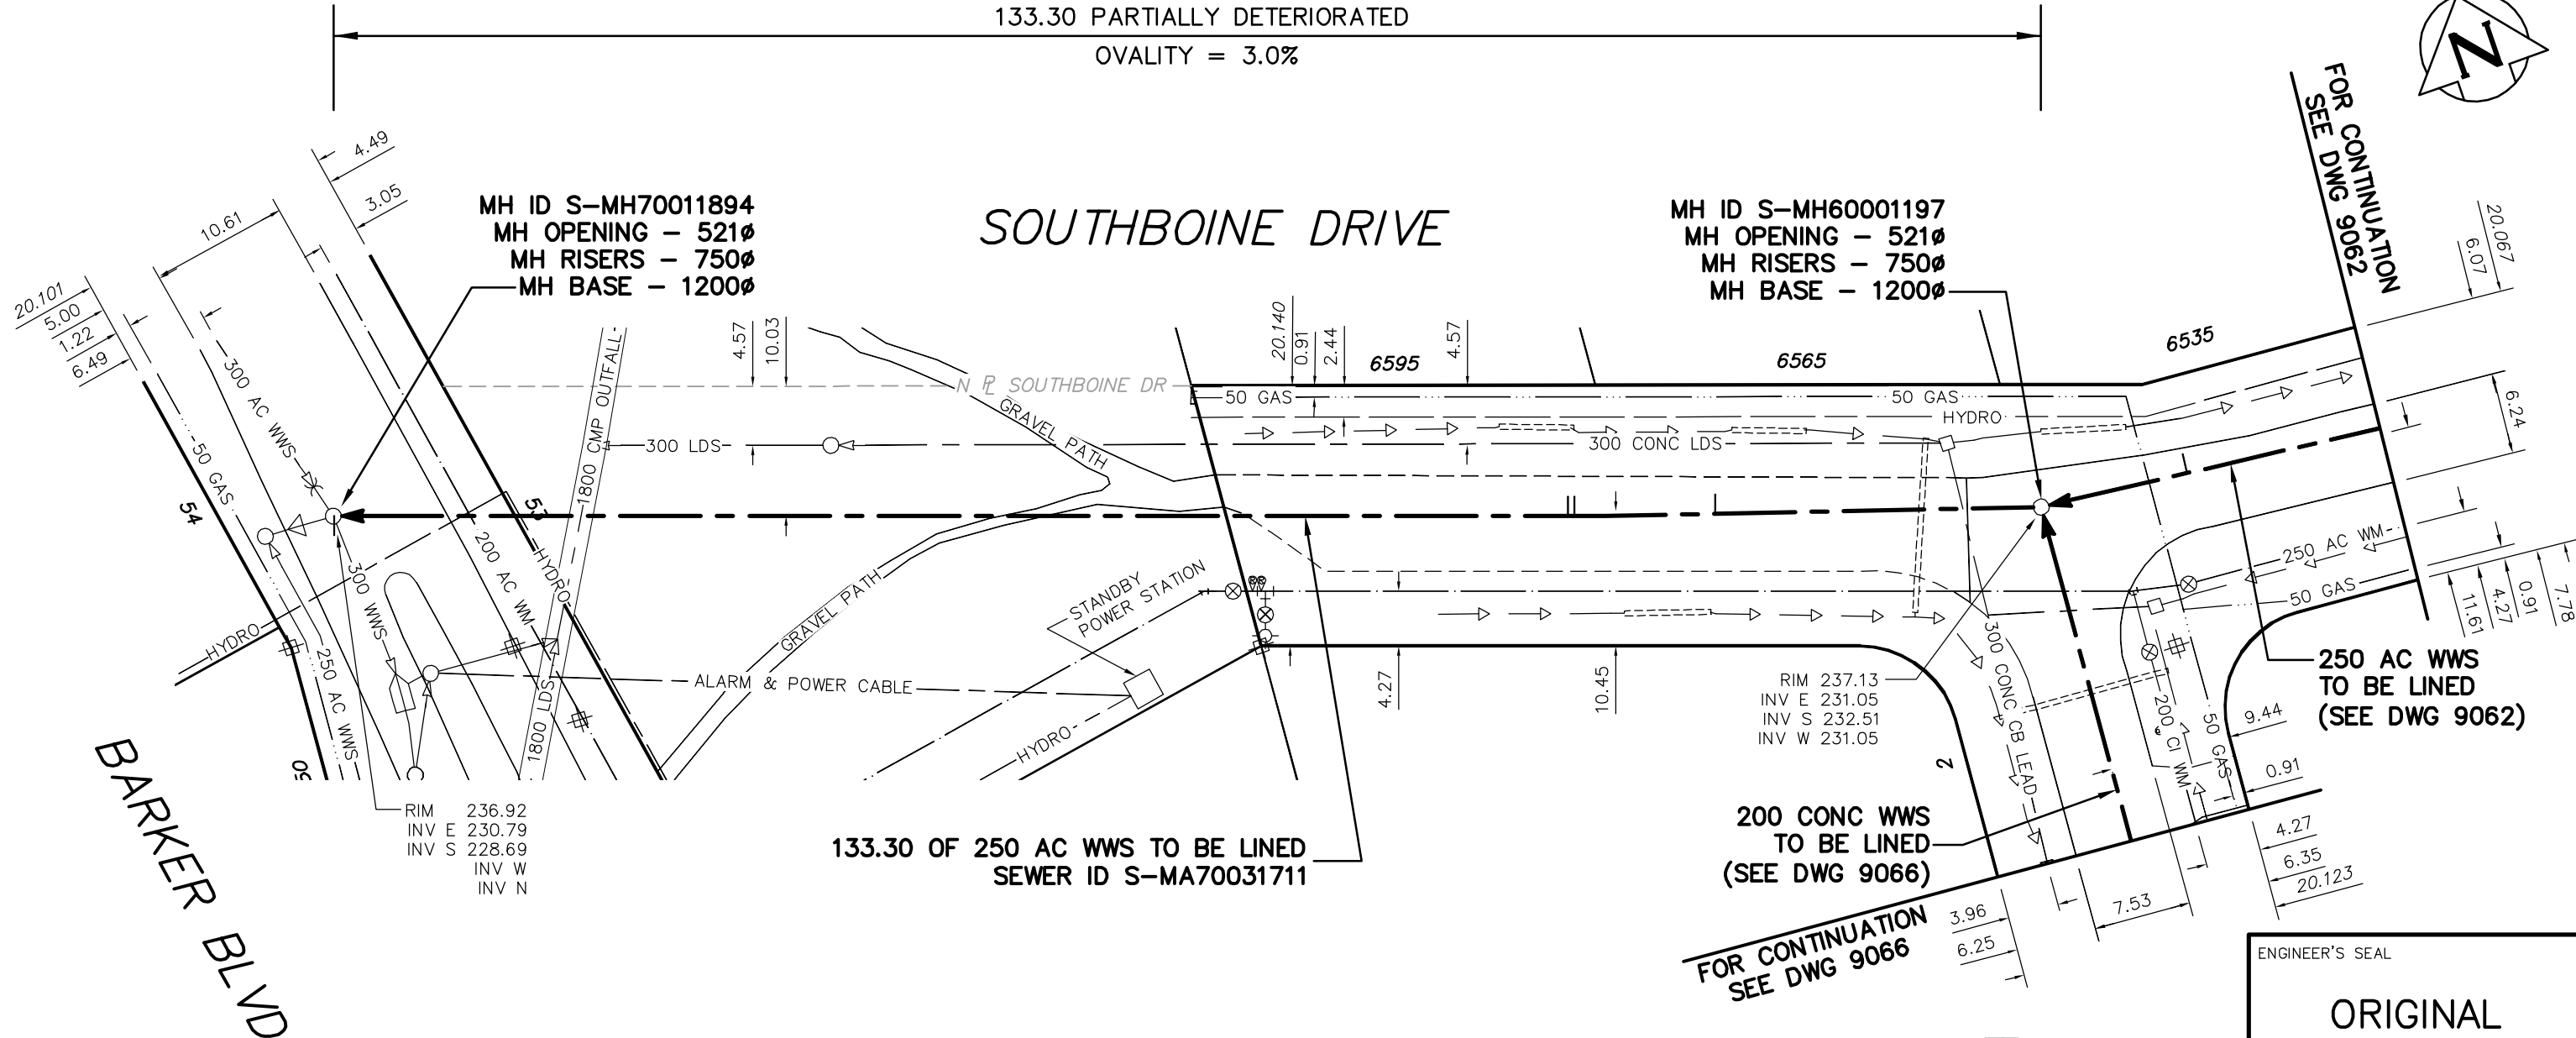 133.30 PARTIALLY DETERIORATED
OVALITY = 3.0%
N
FOR CONTINUATION
SEE DWG 9062
4.49
3.05
10.61
20.101
5.00
1.22
6.49
MH ID S-MH70011894
MH OPENING - 521ø
MH RISERS - 750ø
MH BASE - 1200ø
SOUTHBOINE DRIVE
MH ID S-MH60001197
MH OPENING - 521ø
MH RISERS - 750ø
MH BASE - 1200ø
20.067
6.07
4.57
10.03
20.140
0.91
2.44
4.57
6595
6565
6535
N ℙ SOUTHBOINE DR
50 GAS
50 GAS
HYDRO
300 LDS
300 CONC LDS
GRAVEL PATH
1800 CMP OUTFALL
300 AC WWS
50 GAS
54
53
6.24
200 AC WM
HYDRO
300 WWS
250 AC WM
50 GAS
11.61
4.27
0.91
7.78
GRAVEL PATH
STANDBY
POWER STATION
HYDRO
250 AC WWS
ALARM & POWER CABLE
1800 LDS
HYDRO
4.27
10.45
RIM 237.13
INV E 231.05
INV S 232.51
INV W 231.05
300 CONC CB LEAD
200 CI WM
50 GAS
250 AC WWS
TO BE LINED
(SEE DWG 9062)
9.44
0.91
2
50
BARKER BLVD
RIM 236.92
INV E 230.79
INV S 228.69
INV W
INV N
133.30 OF 250 AC WWS TO BE LINED
SEWER ID S-MA70031711
200 CONC WWS
TO BE LINED
(SEE DWG 9066)
4.27
6.35
20.123
7.53
3.96
6.25
FOR CONTINUATION
SEE DWG 9066
ENGINEER'S SEAL
ORIGINAL